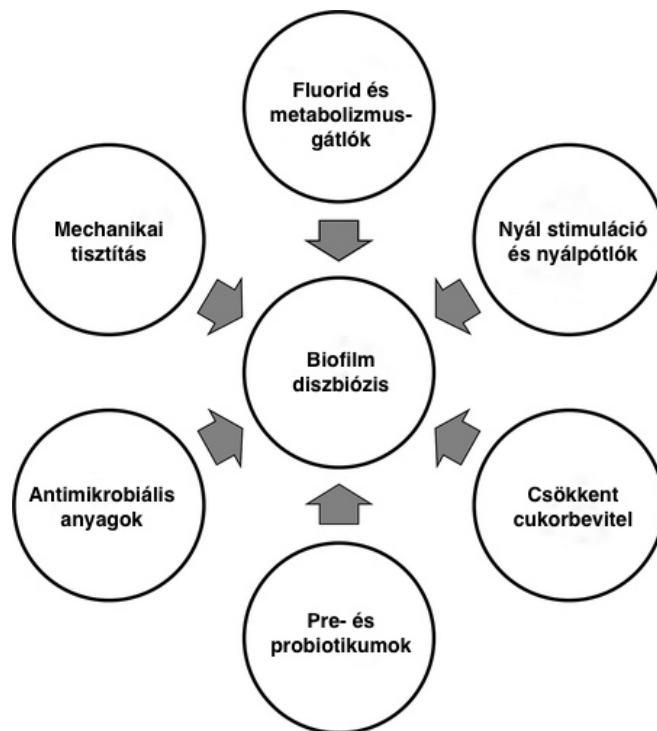 Fluorid és
metabolizmus-
gátlók
Mechanikai
tisztítás
Nyál stimuláció
és nyálpótlók
Biofilm
diszbiózis
Antimikrobiális
anyagok
Csökkent
cukorbevitel
Pre- és
probiotikumok